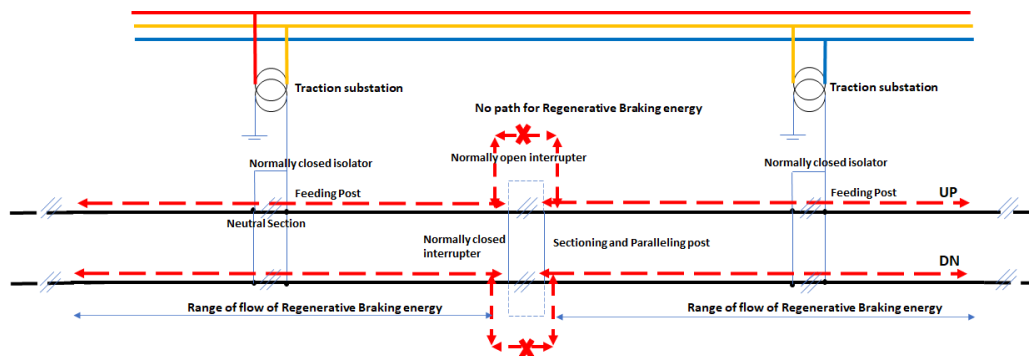 Traction substation
Traction substation
No path for Regenerative Braking energy
Normally open interrupter
Normally closed isolator
Normally closed isolator
Feeding Post
Feeding Post
UP
Neutral Section
Normally closed
interrupter
Sectioning and Paralleling post
DN
Range of flow of Regenerative Braking energy
Range of flow of Regenerative Braking energy